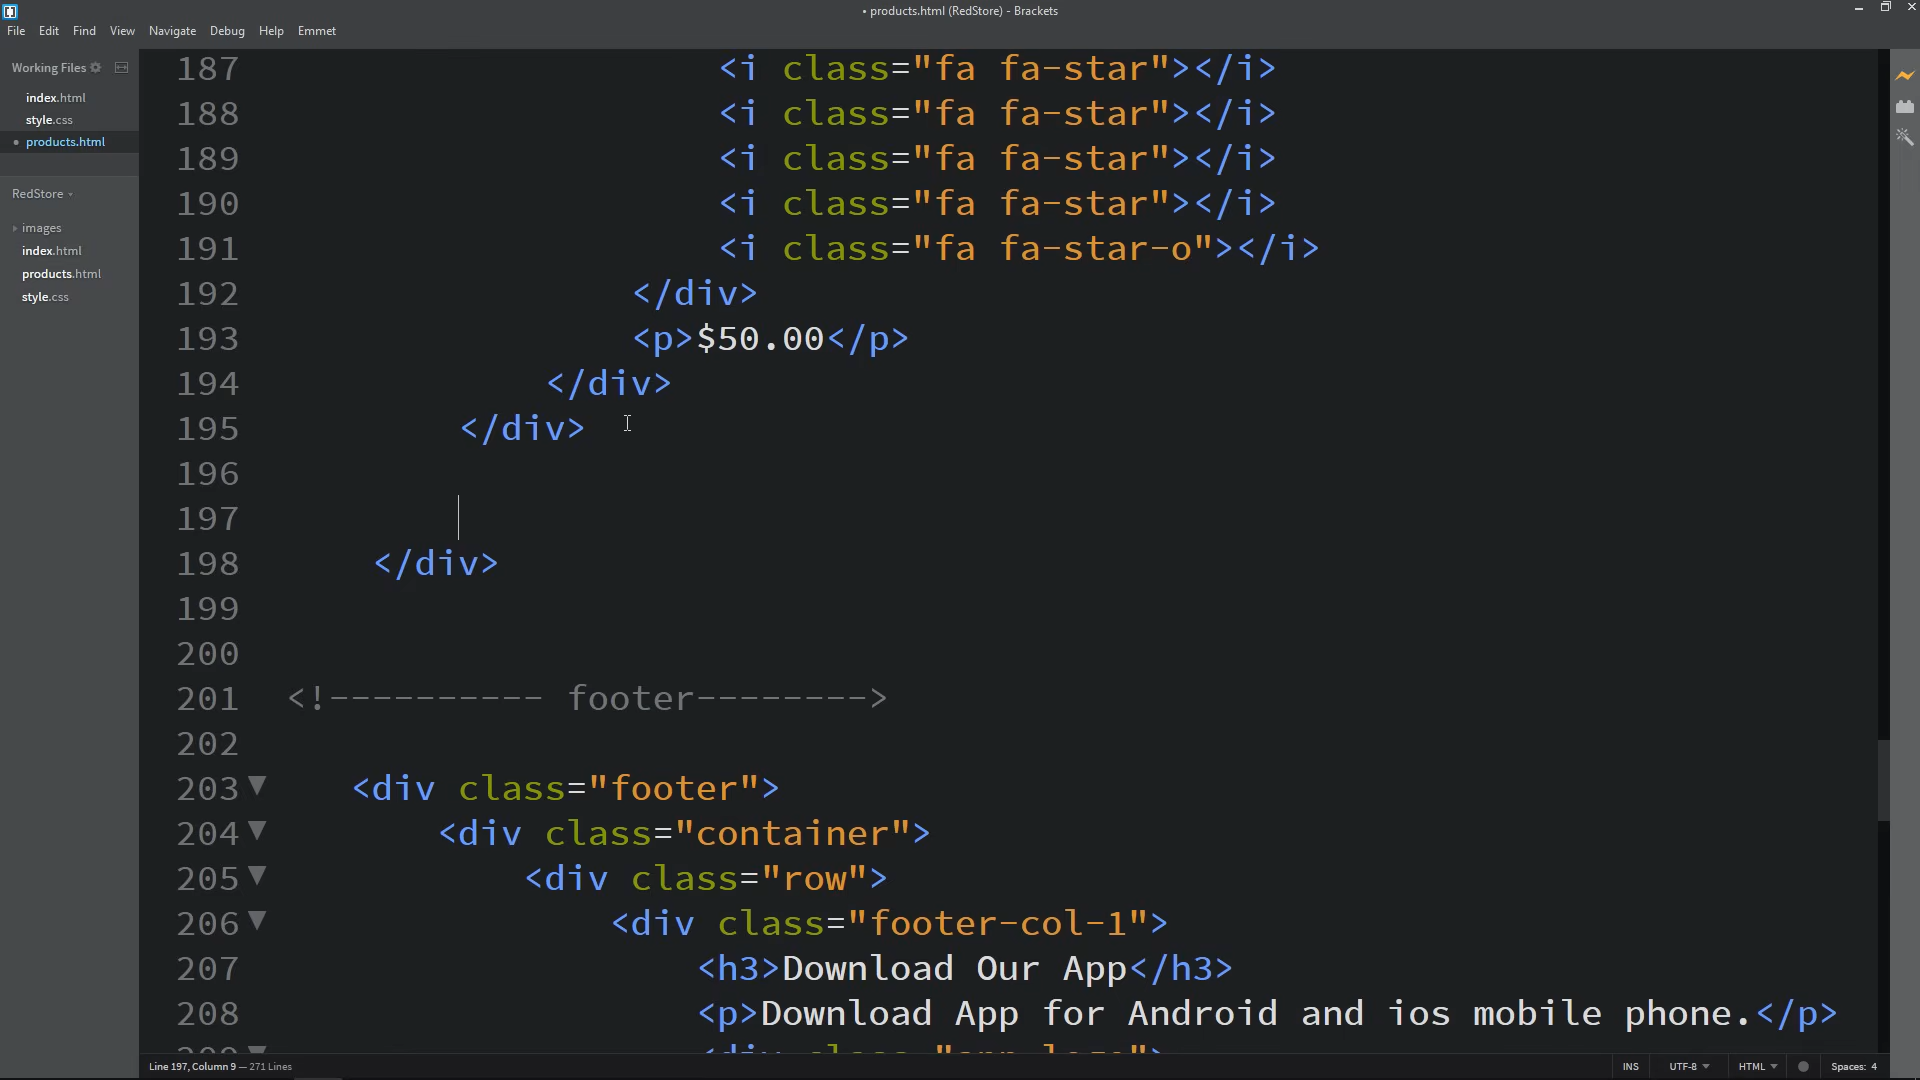 • products.html (RedStore) - Brackets
File Edit Find View Navigate Debug Help Emmet
Working Files
index.html
style.css
• products.html
RedStore
images
index.html
products.html
style.css
187 <i class="fa fa-star"></i>
188 <i class="fa fa-star"></i>
189 <i class="fa fa-star"></i>
190 <i class="fa fa-star"></i>
191 <i class="fa fa-star-o"></i>
192 </div>
193 <p>$50.00</p>
194 </div>
195 </div>
196
197
198 </div>
199
200
201 <!---------- footer-------->
202
203 <div class="footer">
204 <div class="container">
205 <div class="row">
206 <div class="footer-col-1">
207 <h3>Download Our App</h3>
208 <p>Download App for Android and ios mobile phone.</p>
209 <div class="app-logo">
Line 197, Column 9 — 271 Lines
INS UTF-8 HTML Spaces: 4